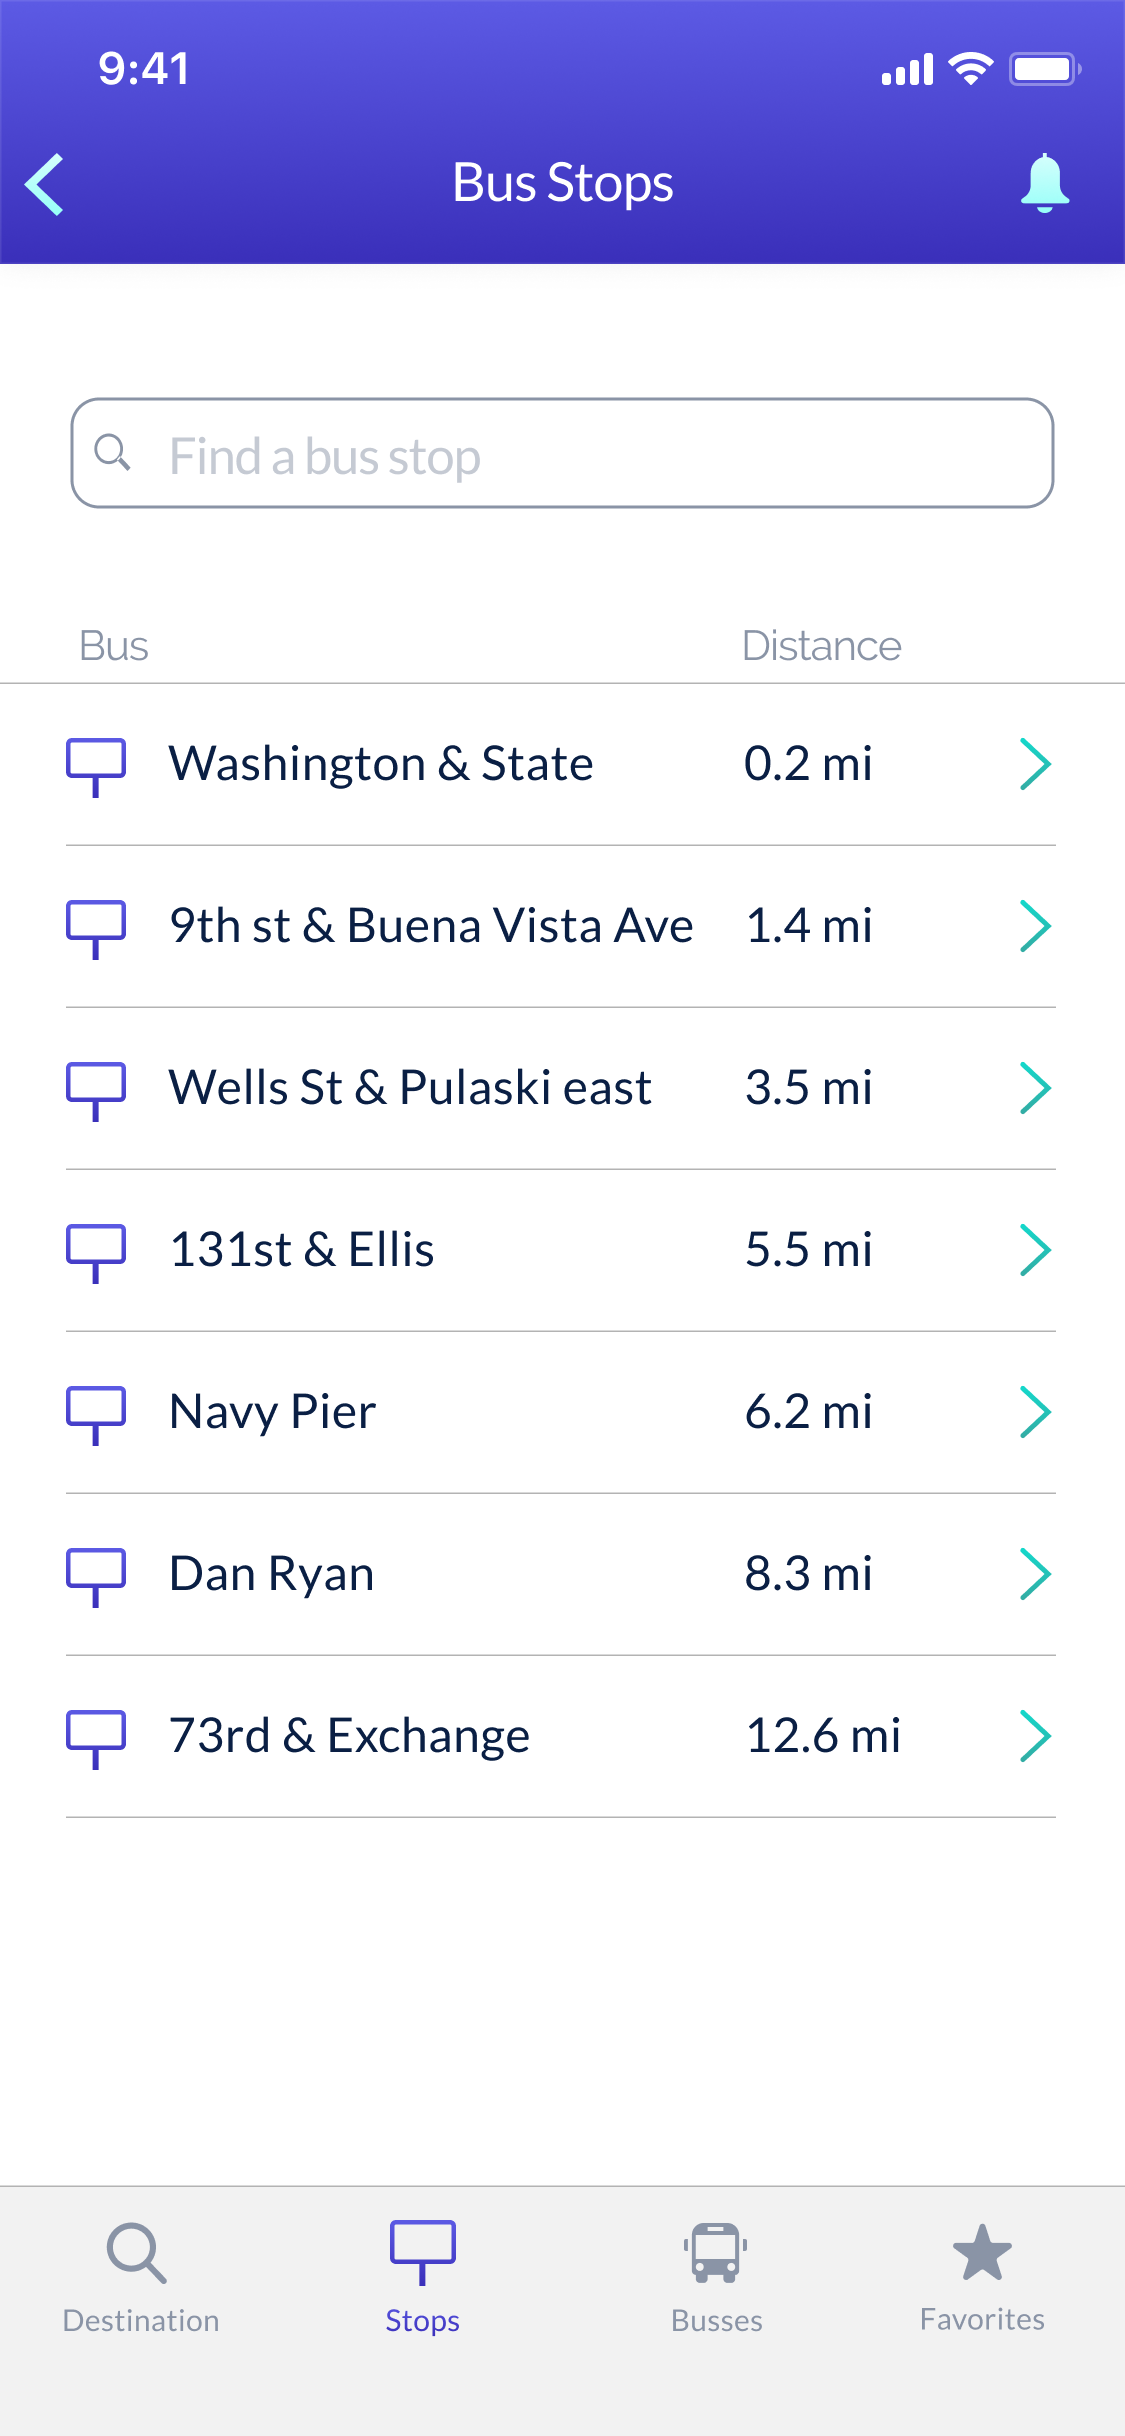 9:41
Bus Stops
Find a bus stop
Bus Distance
Washington & State 0.2 mi
9th st & Buena Vista Ave 1.4 mi
Wells St & Pulaski east 3.5 mi
131st & Ellis 5.5 mi
Navy Pier 6.2 mi
Dan Ryan 8.3 mi
73rd & Exchange 12.6 mi
Destination Stops Busses Favorites